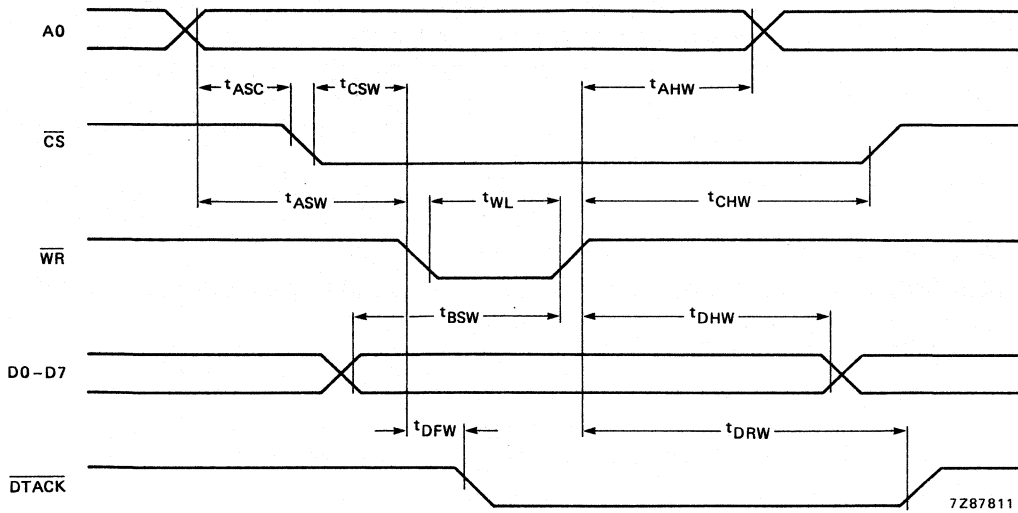 A0
tASC
tCSW
tAHW
CS
tASW
tWL
tCHW
WR
tBSW
tDHW
D0-D7
tDFW
tDRW
DTACK
7Z87811